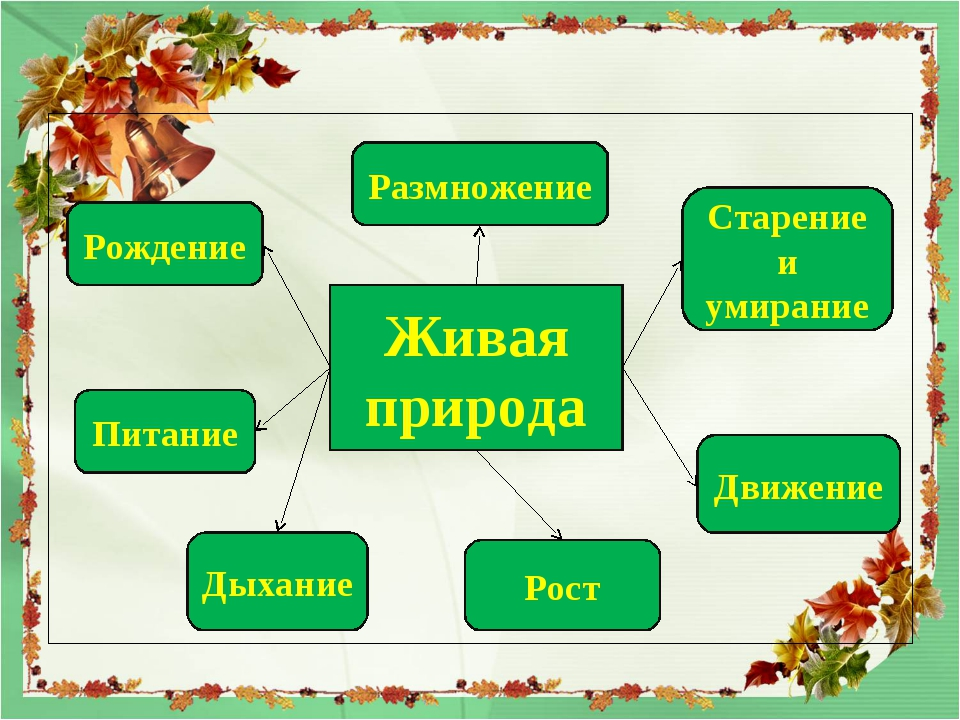 Размножение
Рождение
Старение
и
умирание
Живая
природа
Питание
Движение
Дыхание
Рост